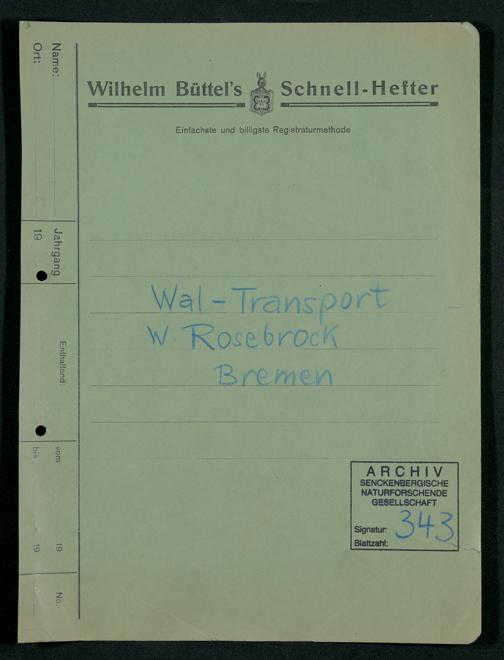 Wilhelm Büttel's Schnell-Hefter
Einfachste und billigste Registraturmethode
Name:
Ort:
Jahrgang
19
Enthaltend:
vom 19
bis 19
No.
Wal-Transport
W. Rosebrock
Bremen
ARCHIV
SENCKENBERGISCHE
NATURFORSCHENDE
GESELLSCHAFT
Signatur: 343
Blattzahl: